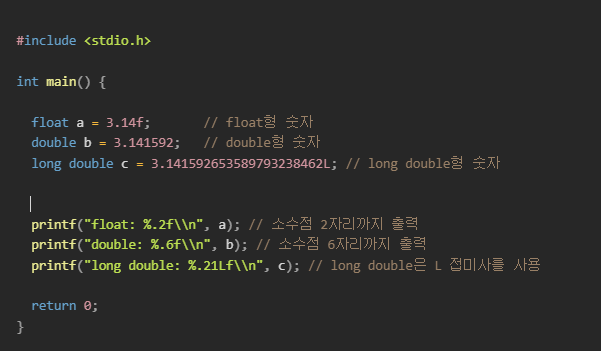 #include <stdio.h>
int main() {
float a = 3.14f; // float형 숫자
double b = 3.141592; // double형 숫자
long double c = 3.141592653589793238462L; // long double형 숫자
printf("float: %.2f\\n", a); // 소수점 2자리까지 출력
printf("double: %.6f\\n", b); // 소수점 6자리까지 출력
printf("long double: %.21Lf\\n", c); // long double은 L 접미사를 사용
return 0;
}